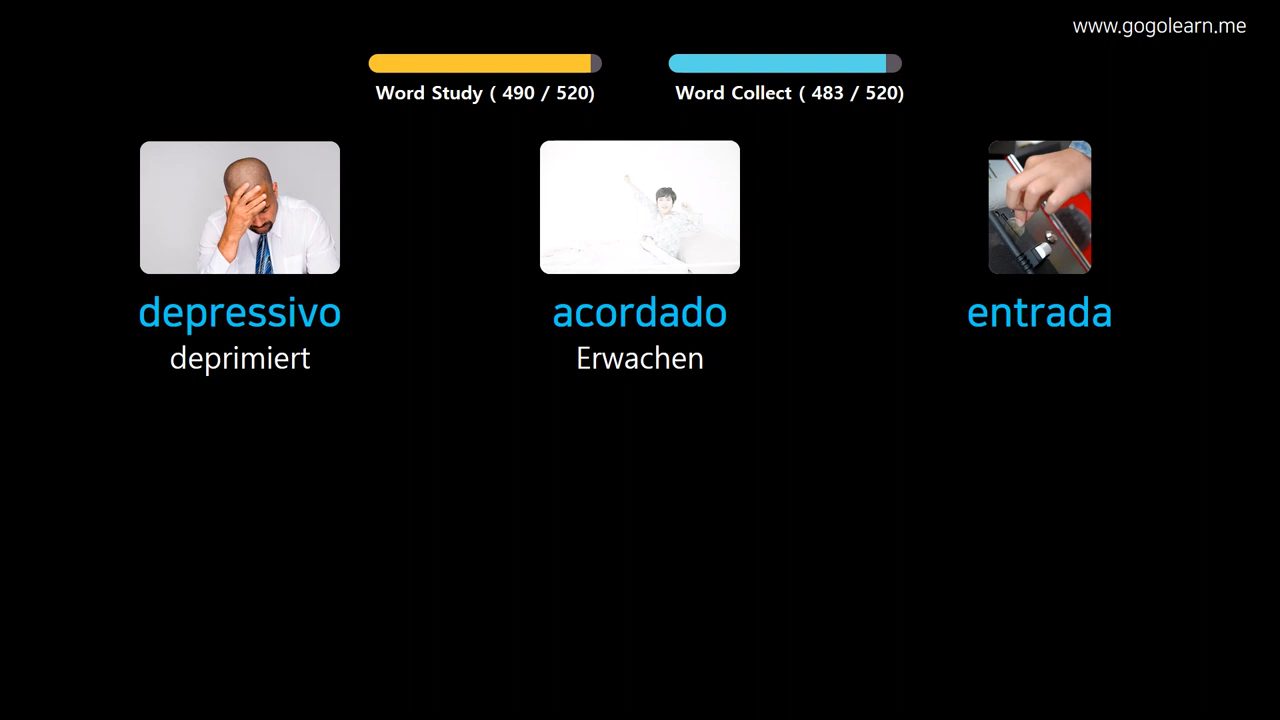 www.gogolearn.me
Word Study ( 490 / 520)
Word Collect ( 483 / 520)
depressivo
deprimiert
acordado
Erwachen
entrada